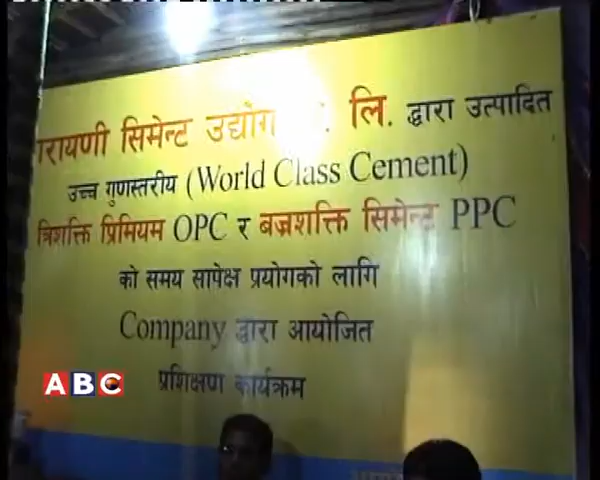 रायणी सिमेन्ट उद्योग लि. द्वारा उत्पादित
उच्च गुणस्तरीय (World Class Cement)
त्रिशक्ति प्रिमियम OPC र बज्रशक्ति सिमेन्ट PPC
को समय सापेक्ष प्रयोगको लागि
Company द्वारा आयोजित
प्रशिक्षण कार्यक्रम
ABC